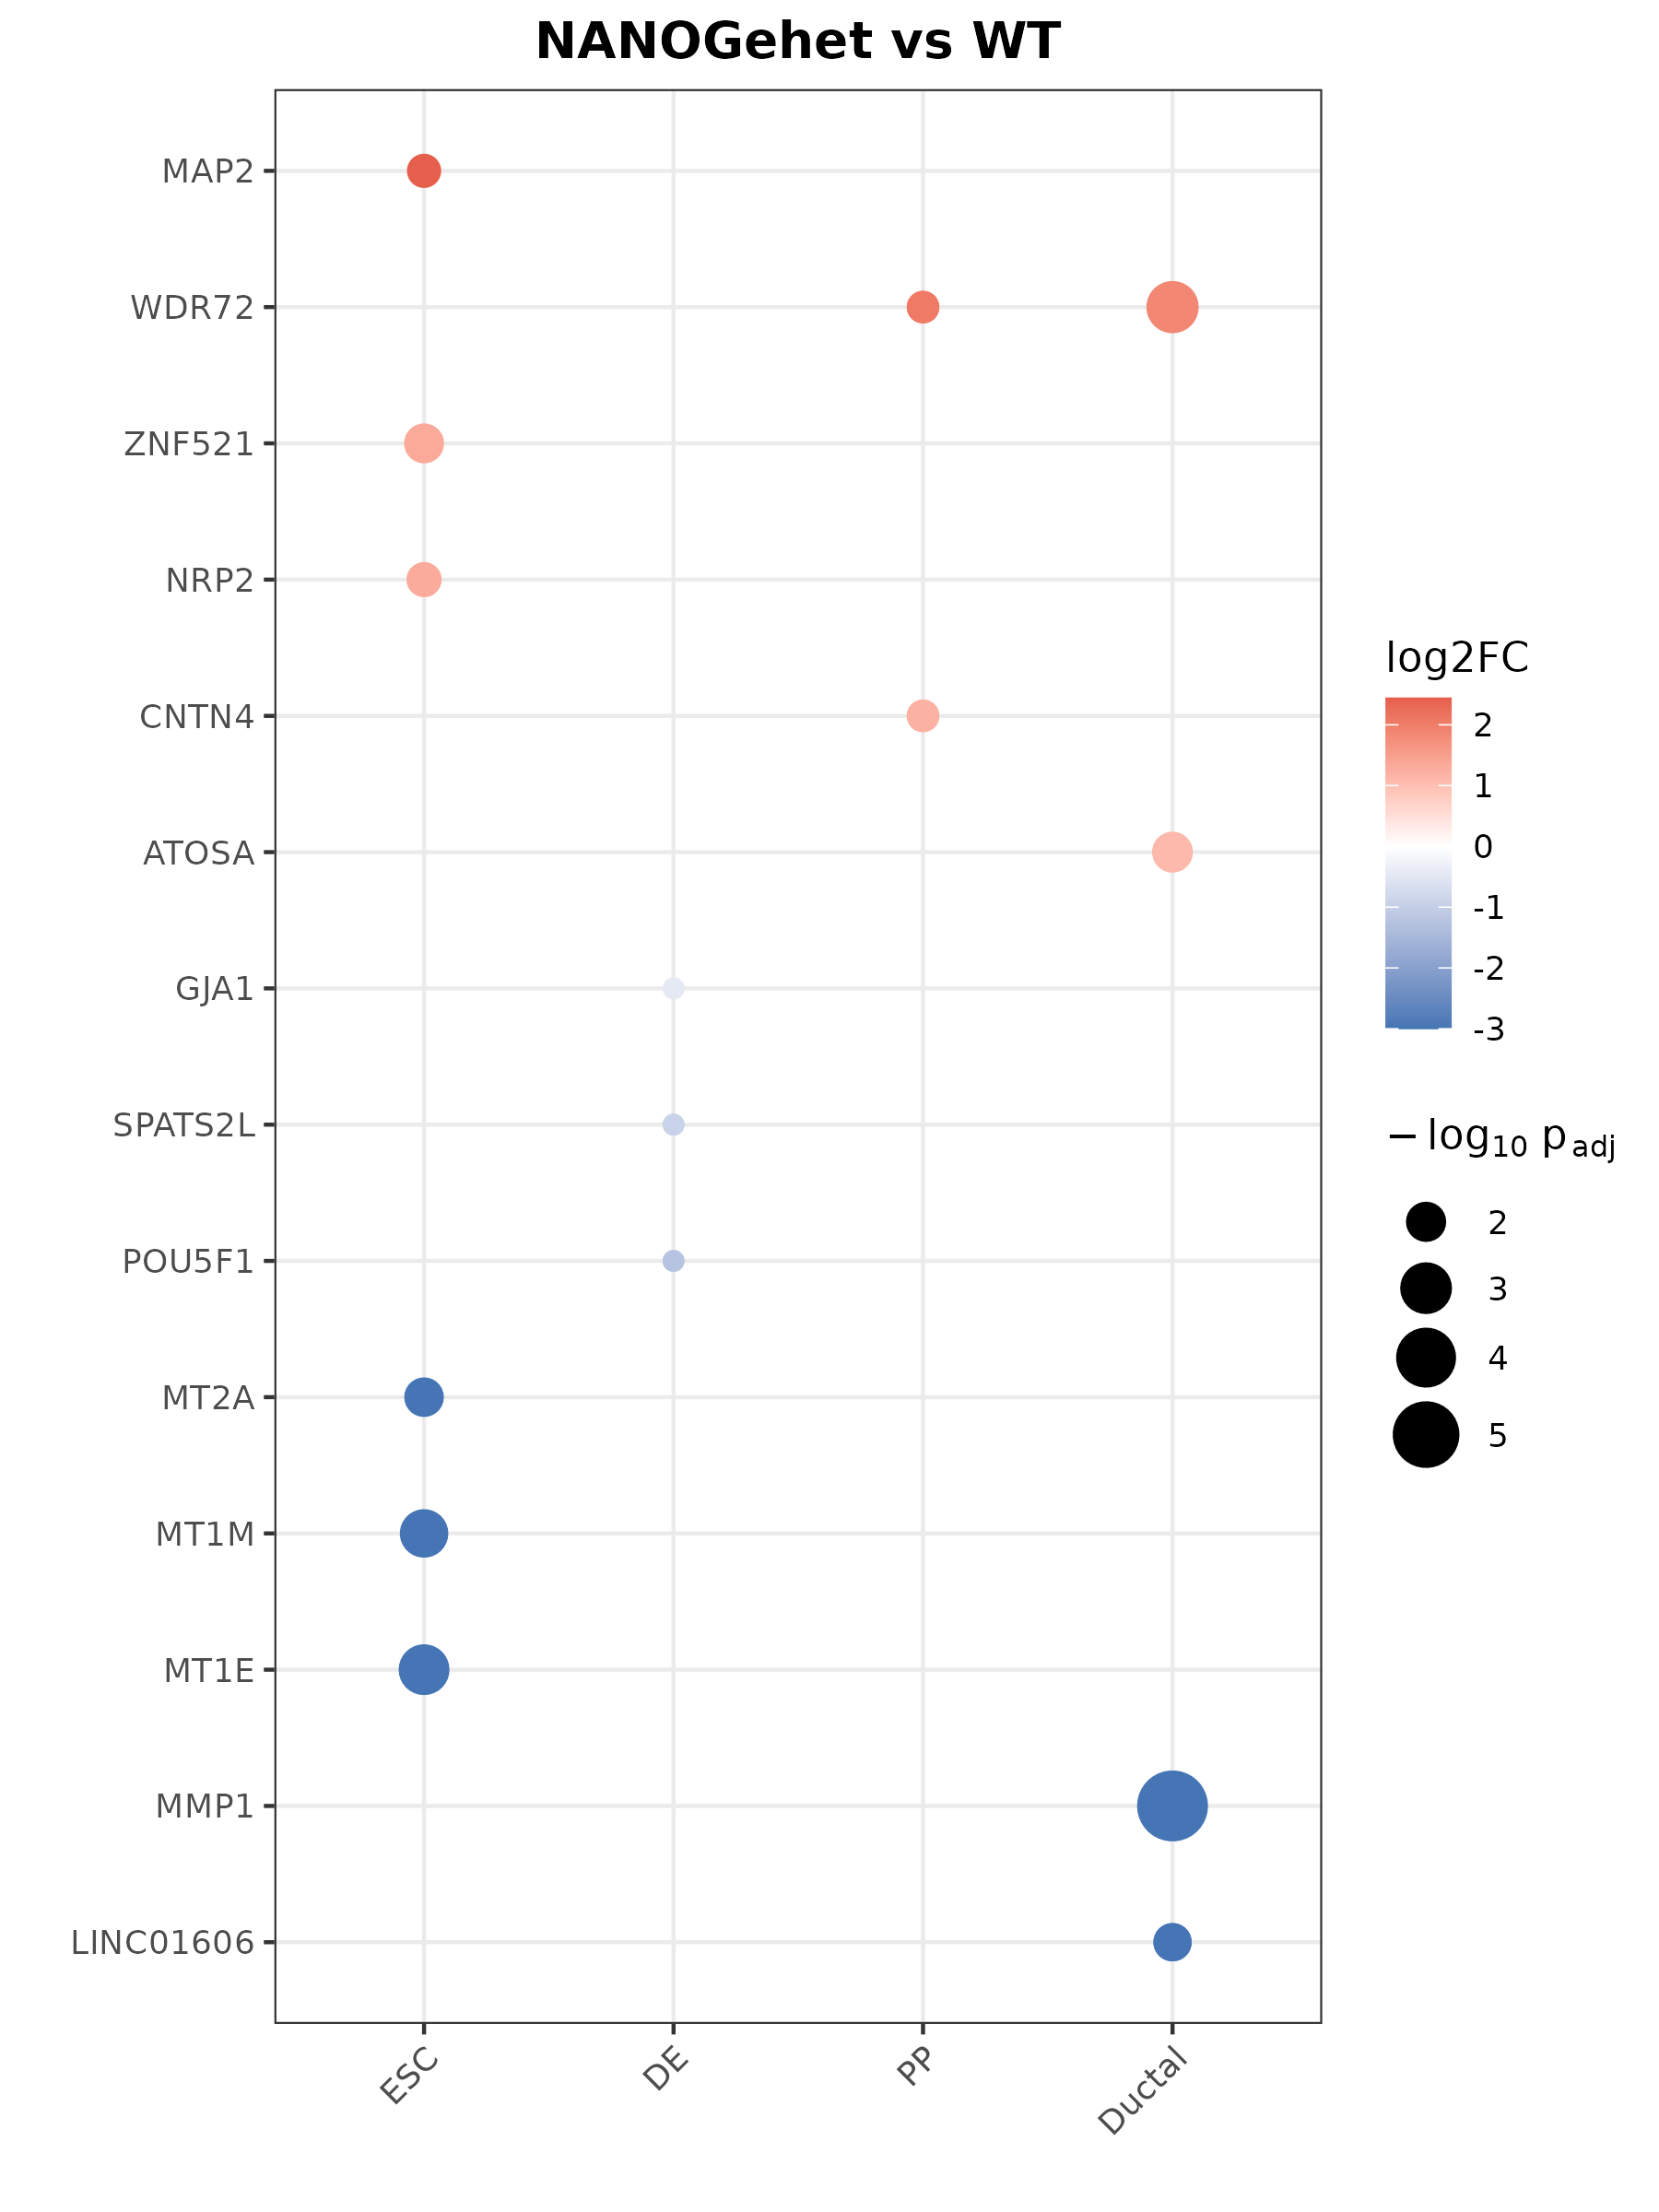 NANOGehet vs WT
MAP2
WDR72
ZNF521
NRP2
CNTN4
ATOSA
GJA1
SPATS2L
POU5F1
MT2A
MT1M
MT1E
MMP1
LINC01606
ESC
DE
PP
Ductal
log2FC
2
1
0
-1
-2
-3
− log₁₀ p adj
2
3
4
5